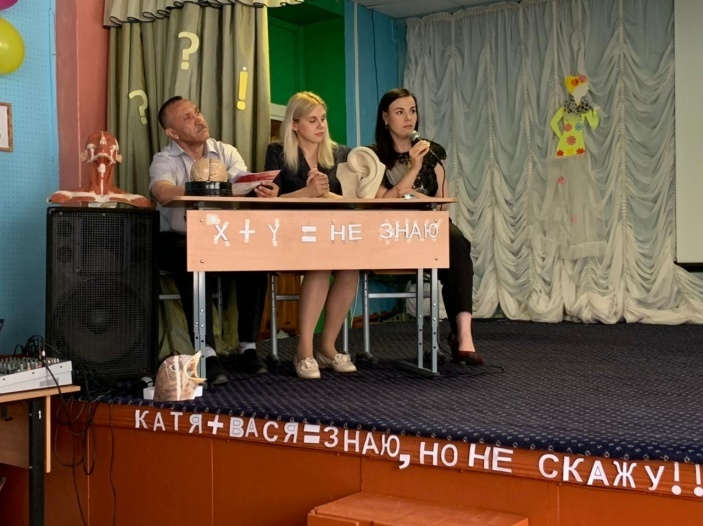 ? ? !
X + Y = НЕ ЗНАЮ
КАТЯ+ВАСЯ=ЗНАЮ, НО НЕ СКАЖУ!!